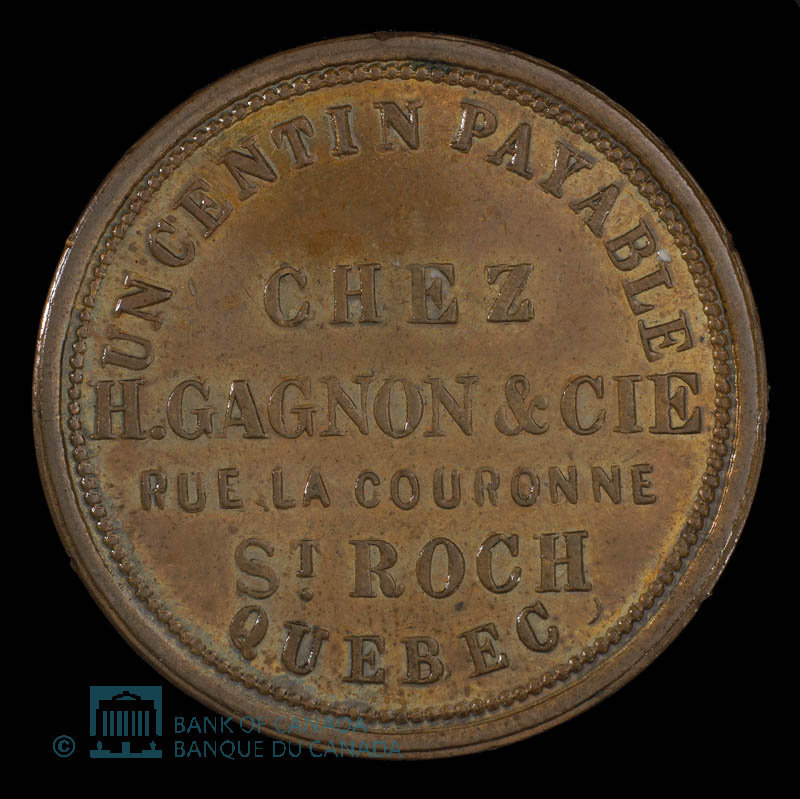 UN CENTIN PAYABLE
CHEZ
H. GAGNON & CIE
RUE LA COURONNE
ST. ROCH
QUEBEC
© BANK OF CANADA
BANQUE DU CANADA